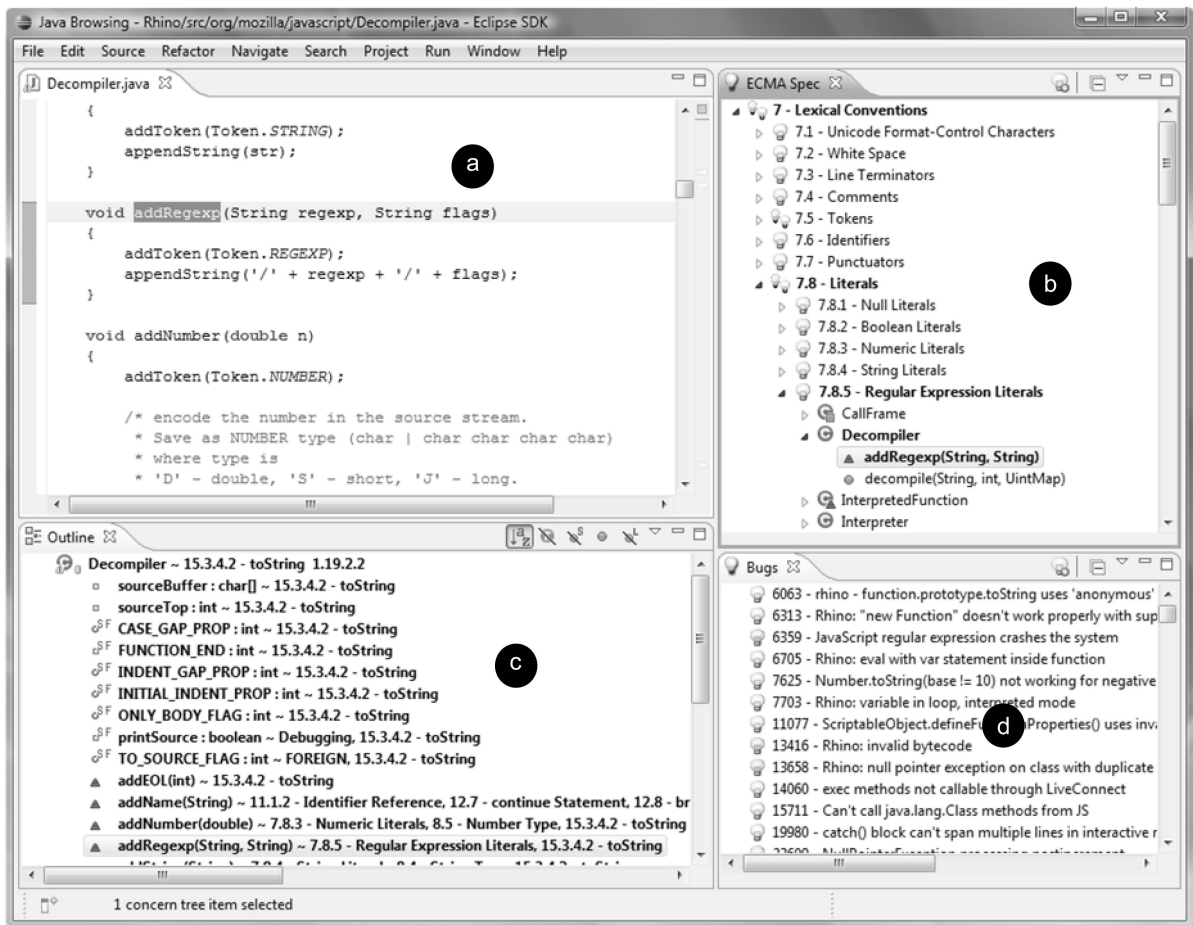 Java Browsing - Rhino/src/org/mozilla/javascript/Decompiler.java - Eclipse SDK
File Edit Source Refactor Navigate Search Project Run Window Help
Decompiler.java
{
addToken(Token.STRING);
appendString(str);
}
void addRegexp(String regexp, String flags)
{
addToken(Token.REGEXP);
appendString('/' + regexp + '/' + flags);
}
void addNumber(double n)
{
addToken(Token.NUMBER);
/* encode the number in the source stream.
* Save as NUMBER type (char | char char char char)
* where type is
* 'D' - double, 'S' - short, 'J' - long.
a
ECMA Spec
7 - Lexical Conventions
7.1 - Unicode Format-Control Characters
7.2 - White Space
7.3 - Line Terminators
7.4 - Comments
7.5 - Tokens
7.6 - Identifiers
7.7 - Punctuators
7.8 - Literals
7.8.1 - Null Literals
7.8.2 - Boolean Literals
7.8.3 - Numeric Literals
7.8.4 - String Literals
7.8.5 - Regular Expression Literals
CallFrame
Decompiler
addRegexp(String, String)
decompile(String, int, UintMap)
InterpretedFunction
Interpreter
b
Outline
Decompiler ~ 15.3.4.2 - toString 1.19.2.2
sourceBuffer : char[] ~ 15.3.4.2 - toString
sourceTop : int ~ 15.3.4.2 - toString
CASE_GAP_PROP : int ~ 15.3.4.2 - toString
FUNCTION_END : int ~ 15.3.4.2 - toString
INDENT_GAP_PROP : int ~ 15.3.4.2 - toString
INITIAL_INDENT_PROP : int ~ 15.3.4.2 - toString
ONLY_BODY_FLAG : int ~ 15.3.4.2 - toString
printSource : boolean ~ Debugging, 15.3.4.2 - toString
TO_SOURCE_FLAG : int ~ FOREIGN, 15.3.4.2 - toString
addEOL(int) ~ 15.3.4.2 - toString
addName(String) ~ 11.1.2 - Identifier Reference, 12.7 - continue Statement, 12.8 - br
addNumber(double) ~ 7.8.3 - Numeric Literals, 8.5 - Number Type, 15.3.4.2 - toString
addRegexp(String, String) ~ 7.8.5 - Regular Expression Literals, 15.3.4.2 - toString
c
Bugs
6063 - rhino - function.prototype.toString uses 'anonymous'
6313 - Rhino: "new Function" doesn't work properly with sup
6359 - JavaScript regular expression crashes the system
6705 - Rhino: eval with var statement inside function
7625 - Number.toString(base != 10) not working for negative
7703 - Rhino: variable in loop, interpreted mode
11077 - ScriptableObject.defineFu Properties() uses inva
13416 - Rhino: invalid bytecode
13658 - Rhino: null pointer exception on class with duplicate
14060 - exec methods not callable through LiveConnect
15711 - Can't call java.lang.Class methods from JS
19980 - catch() block can't span multiple lines in interactive
d
1 concern tree item selected